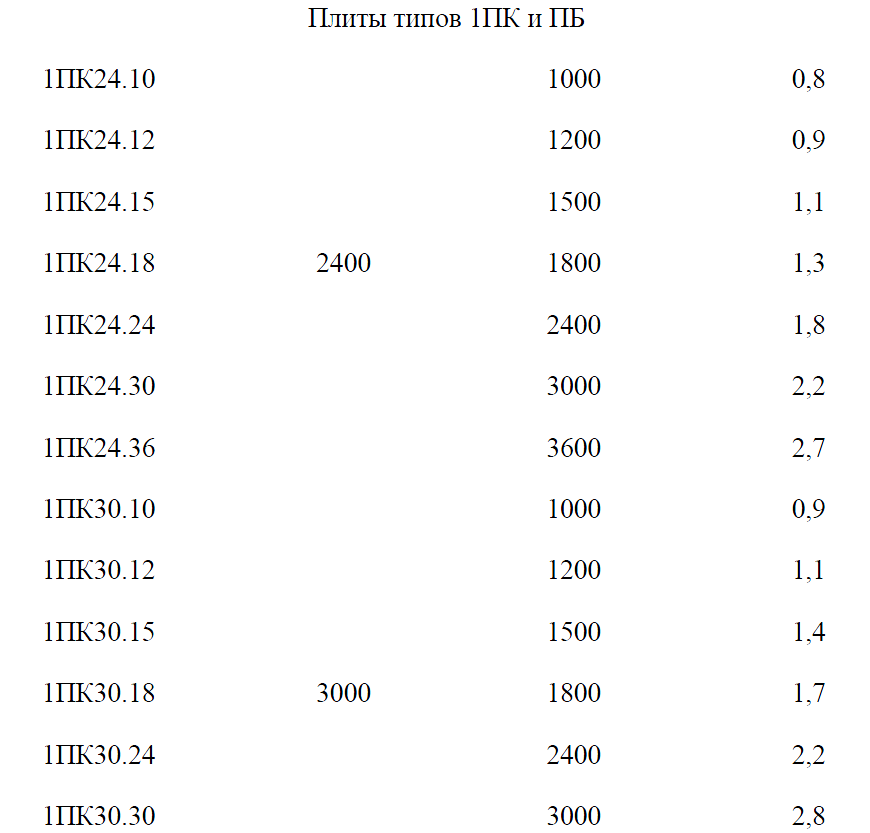 Плиты типов 1ПК и ПБ
1ПК24.10 1000 0,8
1ПК24.12 1200 0,9
1ПК24.15 1500 1,1
1ПК24.18 2400 1800 1,3
1ПК24.24 2400 1,8
1ПК24.30 3000 2,2
1ПК24.36 3600 2,7
1ПК30.10 1000 0,9
1ПК30.12 1200 1,1
1ПК30.15 1500 1,4
1ПК30.18 3000 1800 1,7
1ПК30.24 2400 2,2
1ПК30.30 3000 2,8